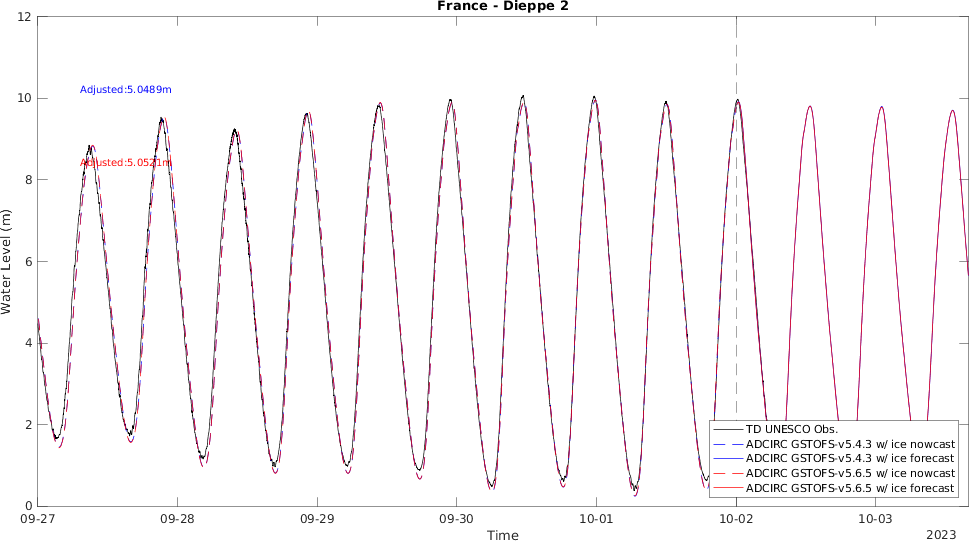 France - Dieppe 2
12
10
8
6
4
2
0
Water Level (m)
Adjusted:5.0489m
Adjusted:5.0521m
TD UNESCO Obs.
ADCIRC GSTOFS-v5.4.3 w/ ice nowcast
ADCIRC GSTOFS-v5.4.3 w/ ice forecast
ADCIRC GSTOFS-v5.6.5 w/ ice nowcast
ADCIRC GSTOFS-v5.6.5 w/ ice forecast
09-27 09-28 09-29 09-30 10-01 10-02 10-03
Time
2023